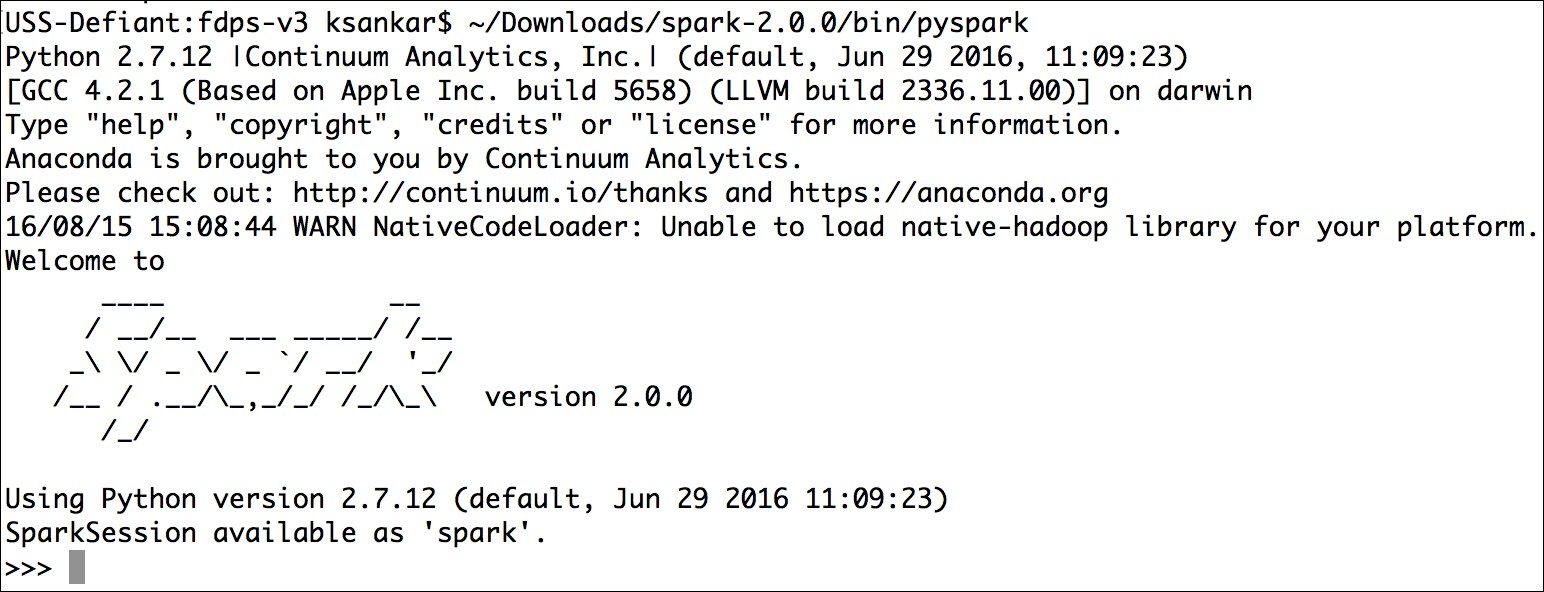 USS-Defiant:fdps-v3 ksankar$ ~/Downloads/spark-2.0.0/bin/pyspark
Python 2.7.12 |Continuum Analytics, Inc.| (default, Jun 29 2016, 11:09:23)
[GCC 4.2.1 (Based on Apple Inc. build 5658) (LLVM build 2336.11.00)] on darwin
Type "help", "copyright", "credits" or "license" for more information.
Anaconda is brought to you by Continuum Analytics.
Please check out: http://continuum.io/thanks and https://anaconda.org
16/08/15 15:08:44 WARN NativeCodeLoader: Unable to load native-hadoop library for your platform.
Welcome to
      ____              __
     / __/__  ___ _____/ /__
    _\ \/ _ \/ _ `/ __/  '_/
   /__ / .__/\_,_/_/ /_/\_\   version 2.0.0
      /_/
Using Python version 2.7.12 (default, Jun 29 2016 11:09:23)
SparkSession available as 'spark'.
>>>